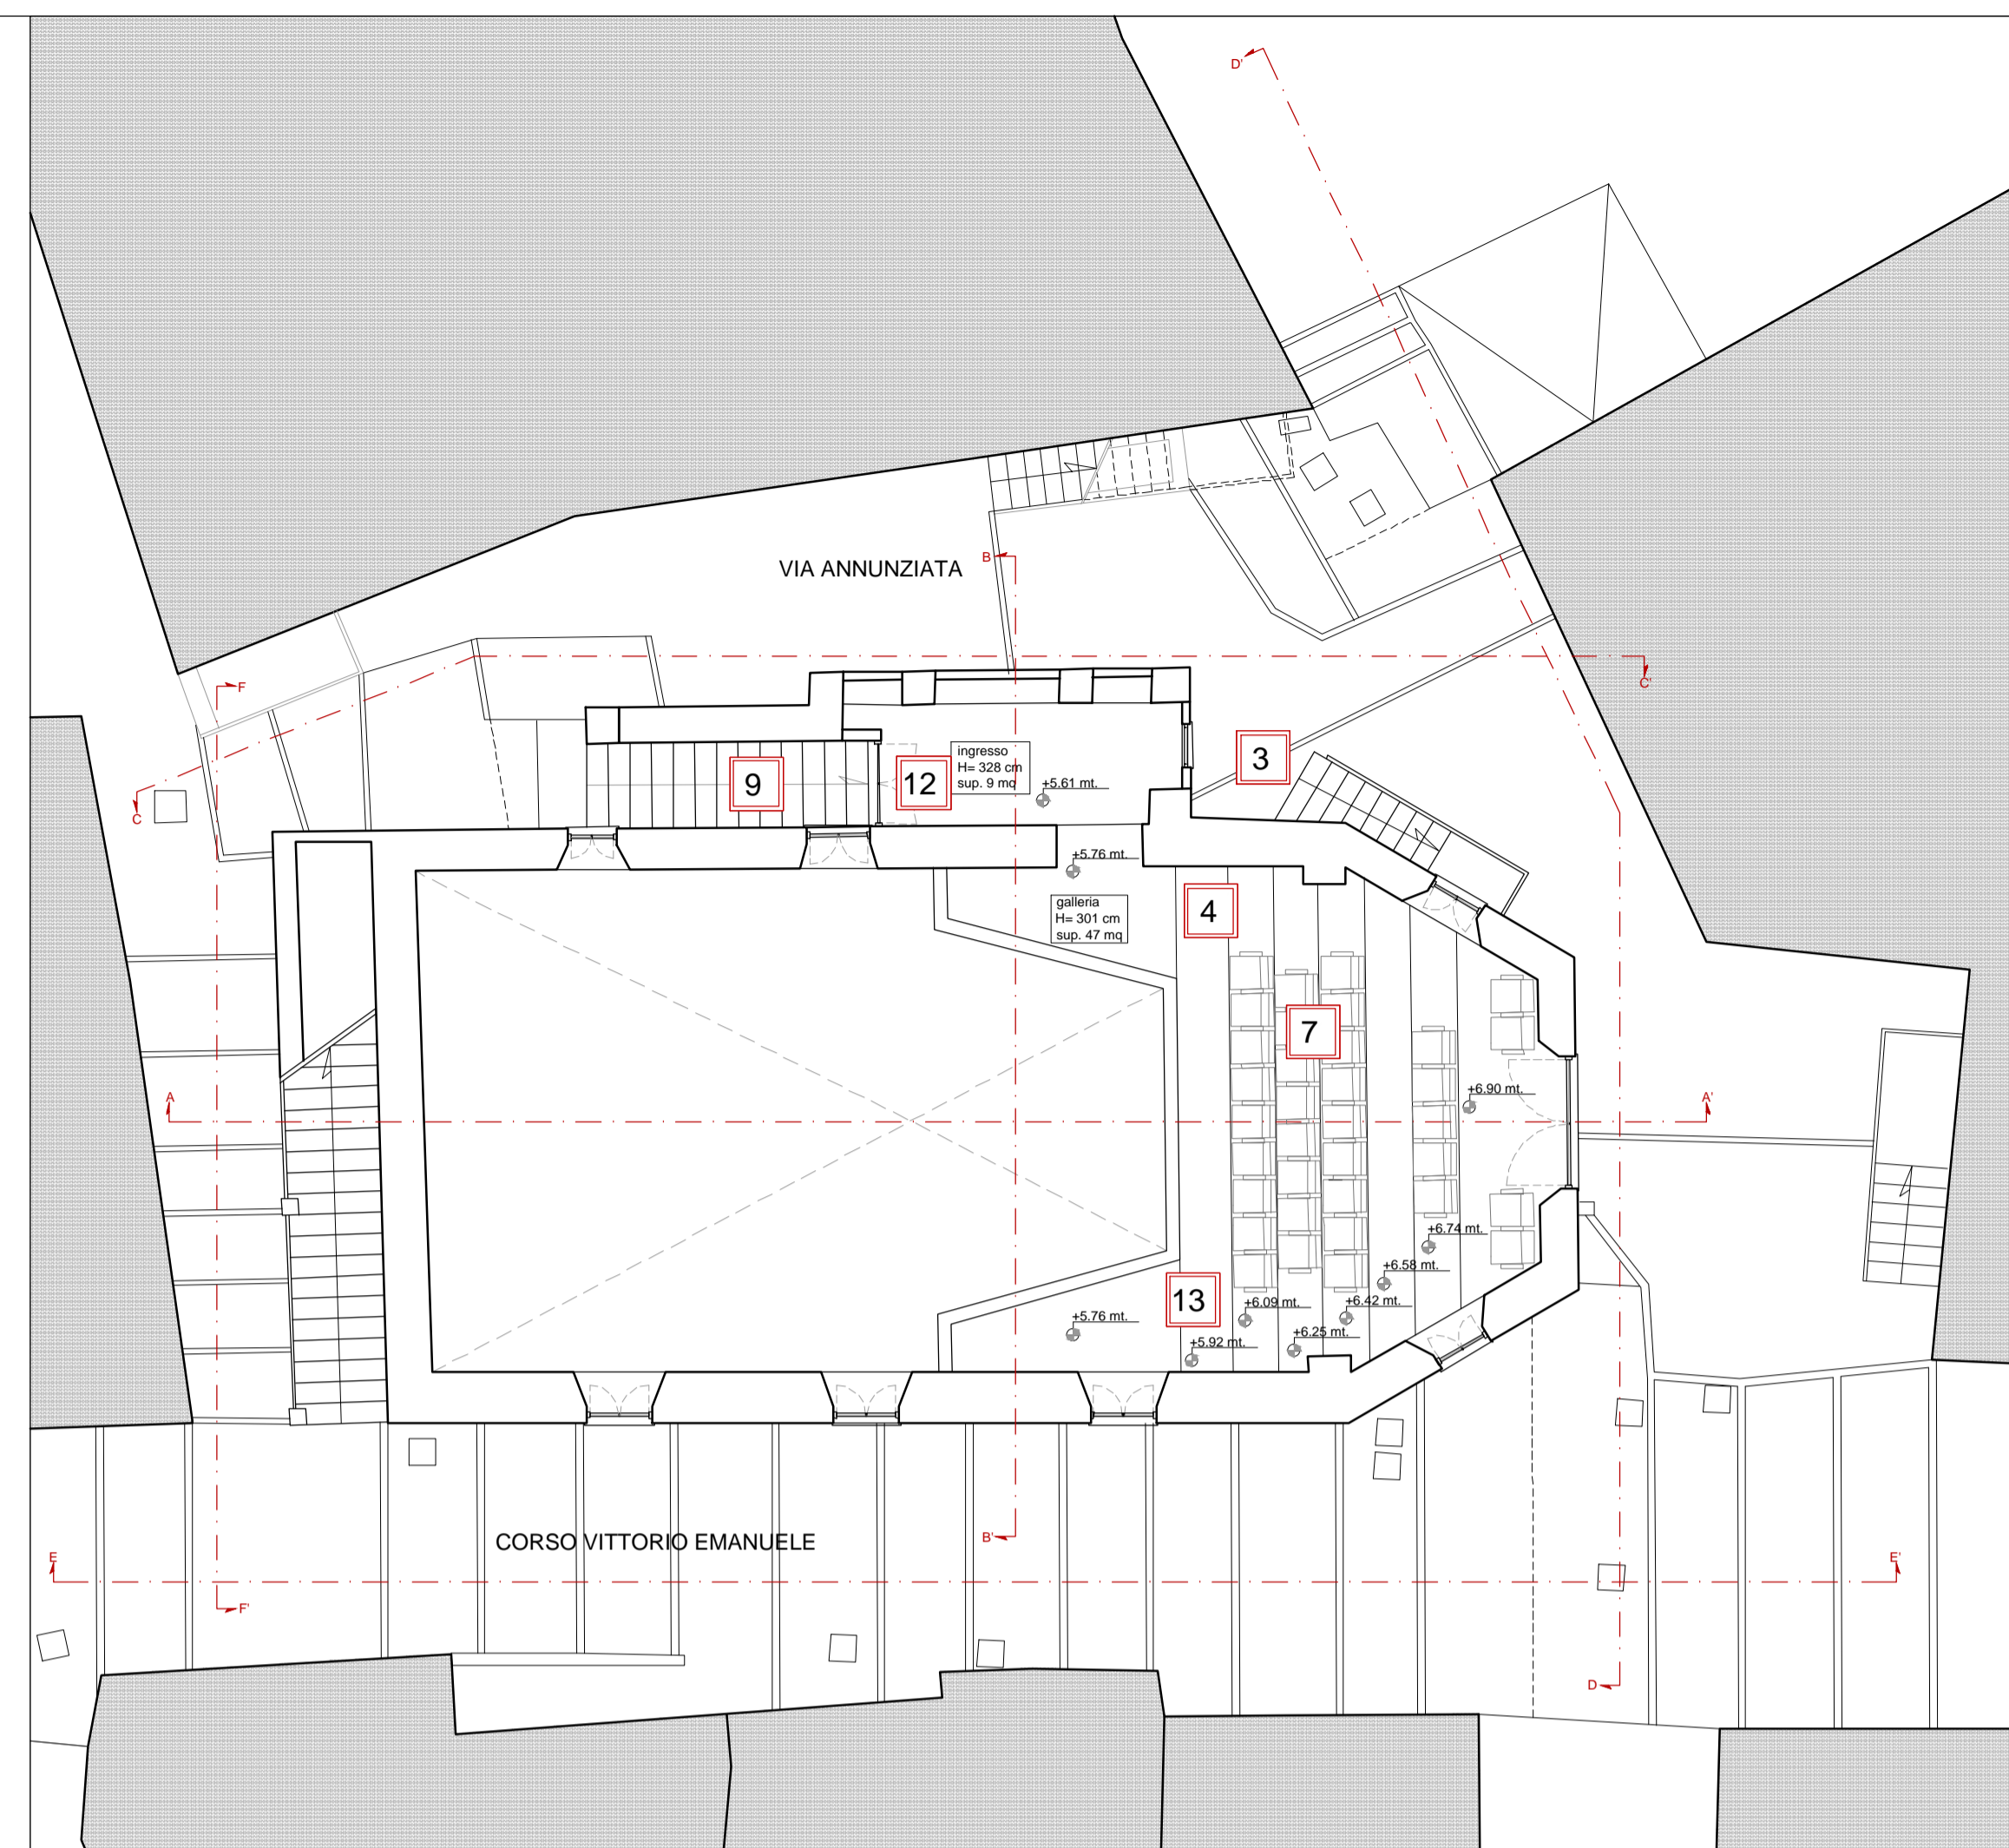 D'
VIA ANNUNZIATA
B
F
C'
C
9
12
ingresso
H= 328 cm
sup. 9 mq
+5.61 mt.
3
+5.76 mt.
galleria
H= 301 cm
sup. 47 mq
4
7
A
A'
+6.90 mt.
+6.74 mt.
+6.58 mt.
13
+6.09 mt.
+6.42 mt.
+5.76 mt.
+6.25 mt.
+5.92 mt.
CORSO VITTORIO EMANUELE
B'
E
E'
F'
D